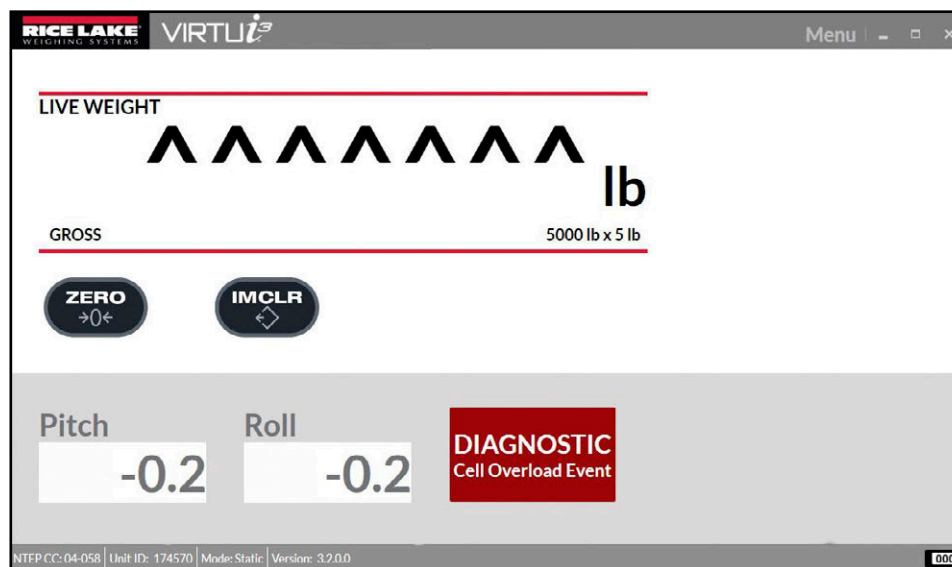 RICE LAKE VIRTUi³ Menu
WEIGHING SYSTEMS
LIVE WEIGHT
^^^^^^^
lb
GROSS 5000 lb x 5 lb
ZERO IMCLR
→0←
Pitch Roll
-0.2 -0.2
DIAGNOSTIC
Cell Overload Event
NTEP CC: 04-058 Unit ID: 174570 Mode: Static Version: 3.2.0.0 000